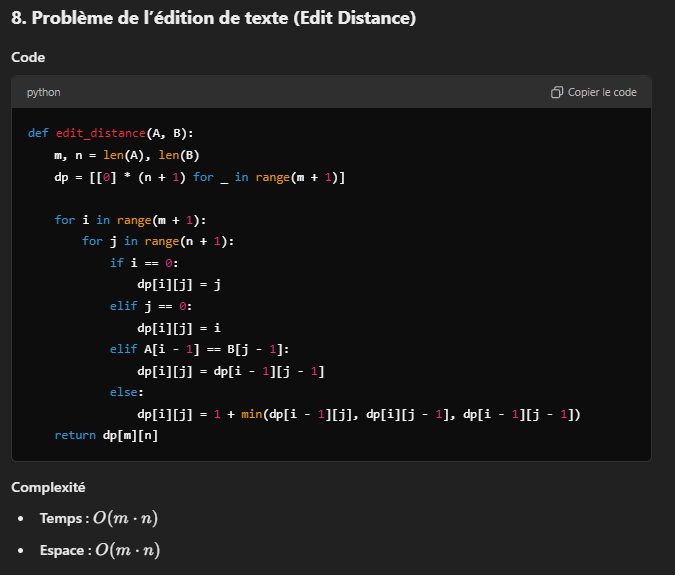 8. Problème de l’édition de texte (Edit Distance)
Code
python
Copier le code
def edit_distance(A, B):
    m, n = len(A), len(B)
    dp = [[0] * (n + 1) for _ in range(m + 1)]

    for i in range(m + 1):
        for j in range(n + 1):
            if i == 0:
                dp[i][j] = j
            elif j == 0:
                dp[i][j] = i
            elif A[i - 1] == B[j - 1]:
                dp[i][j] = dp[i - 1][j - 1]
            else:
                dp[i][j] = 1 + min(dp[i - 1][j], dp[i][j - 1], dp[i - 1][j - 1])
    return dp[m][n]
Complexité
• Temps : O(m · n)
• Espace : O(m · n)